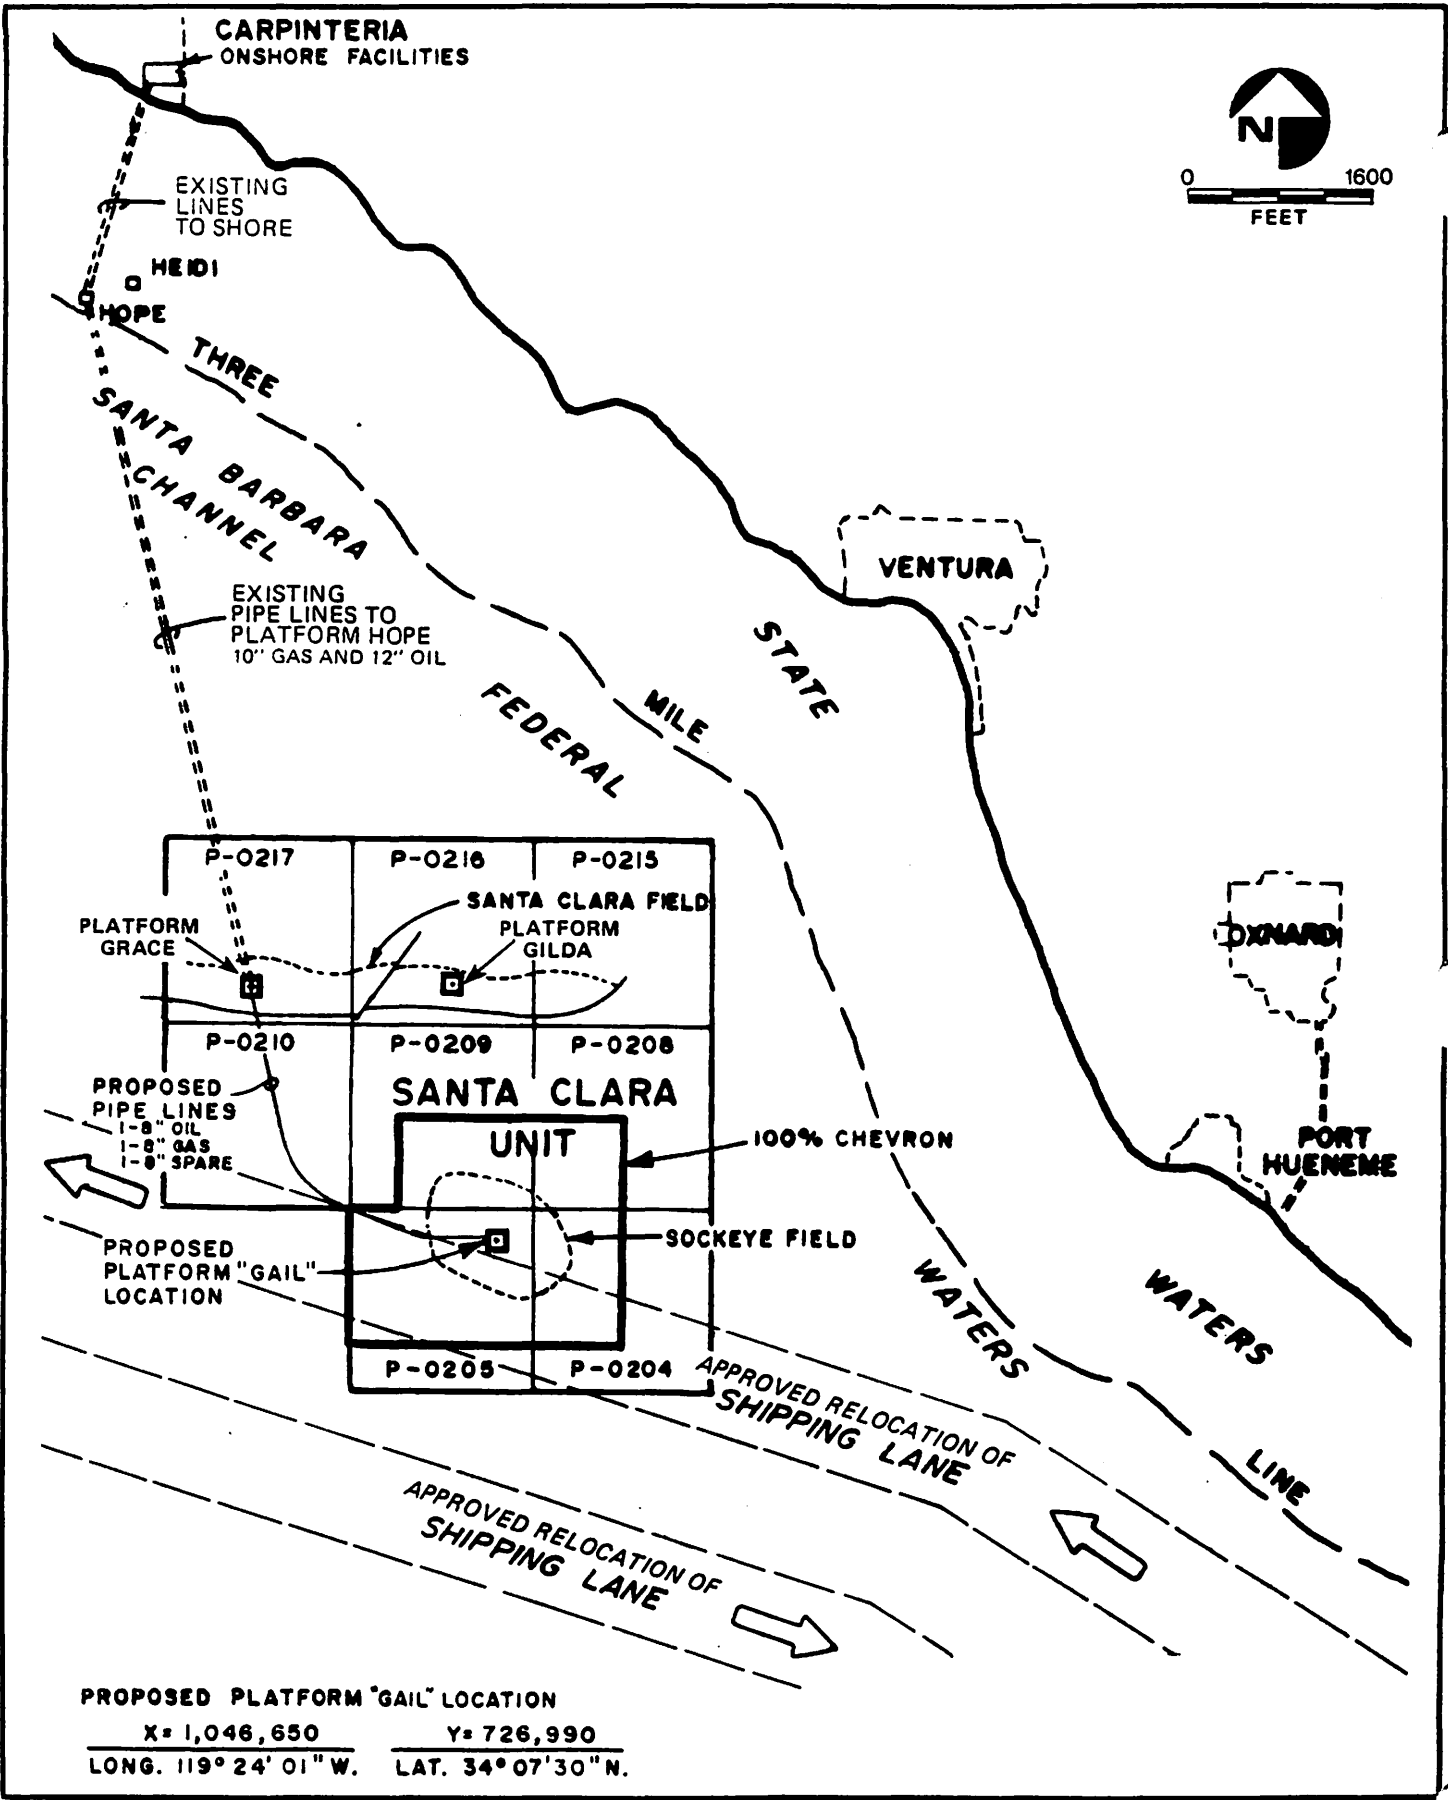 CARPINTERIA
ONSHORE FACILITIES
N
0 1600
FEET
EXISTING
LINES
TO SHORE
HEIDI
HOPE
THREE
SANTA BARBARA
CHANNEL
VENTURA
EXISTING
PIPE LINES TO
PLATFORM HOPE
10" GAS AND 12" OIL
STATE
FEDERAL
MILE
P-0217
P-0216
P-0215
SANTA CLARA FIELD
PLATFORM
GRACE
PLATFORM
GILDA
OXNARD
P-0210
P-0209
P-0208
PROPOSED
PIPE LINES
1-8" OIL
1-8" GAS
1-8" SPARE
SANTA CLARA
UNIT
100% CHEVRON
PORT
HUENEME
SOCKEYE FIELD
PROPOSED
PLATFORM "GAIL"
LOCATION
WATERS
WATERS
P-0205
P-0204
APPROVED RELOCATION OF
SHIPPING LANE
LINE
APPROVED RELOCATION OF
SHIPPING LANE
PROPOSED PLATFORM "GAIL" LOCATION
X= 1,046,650 Y= 726,990
LONG. 119° 24' 01" W. LAT. 34° 07' 30" N.